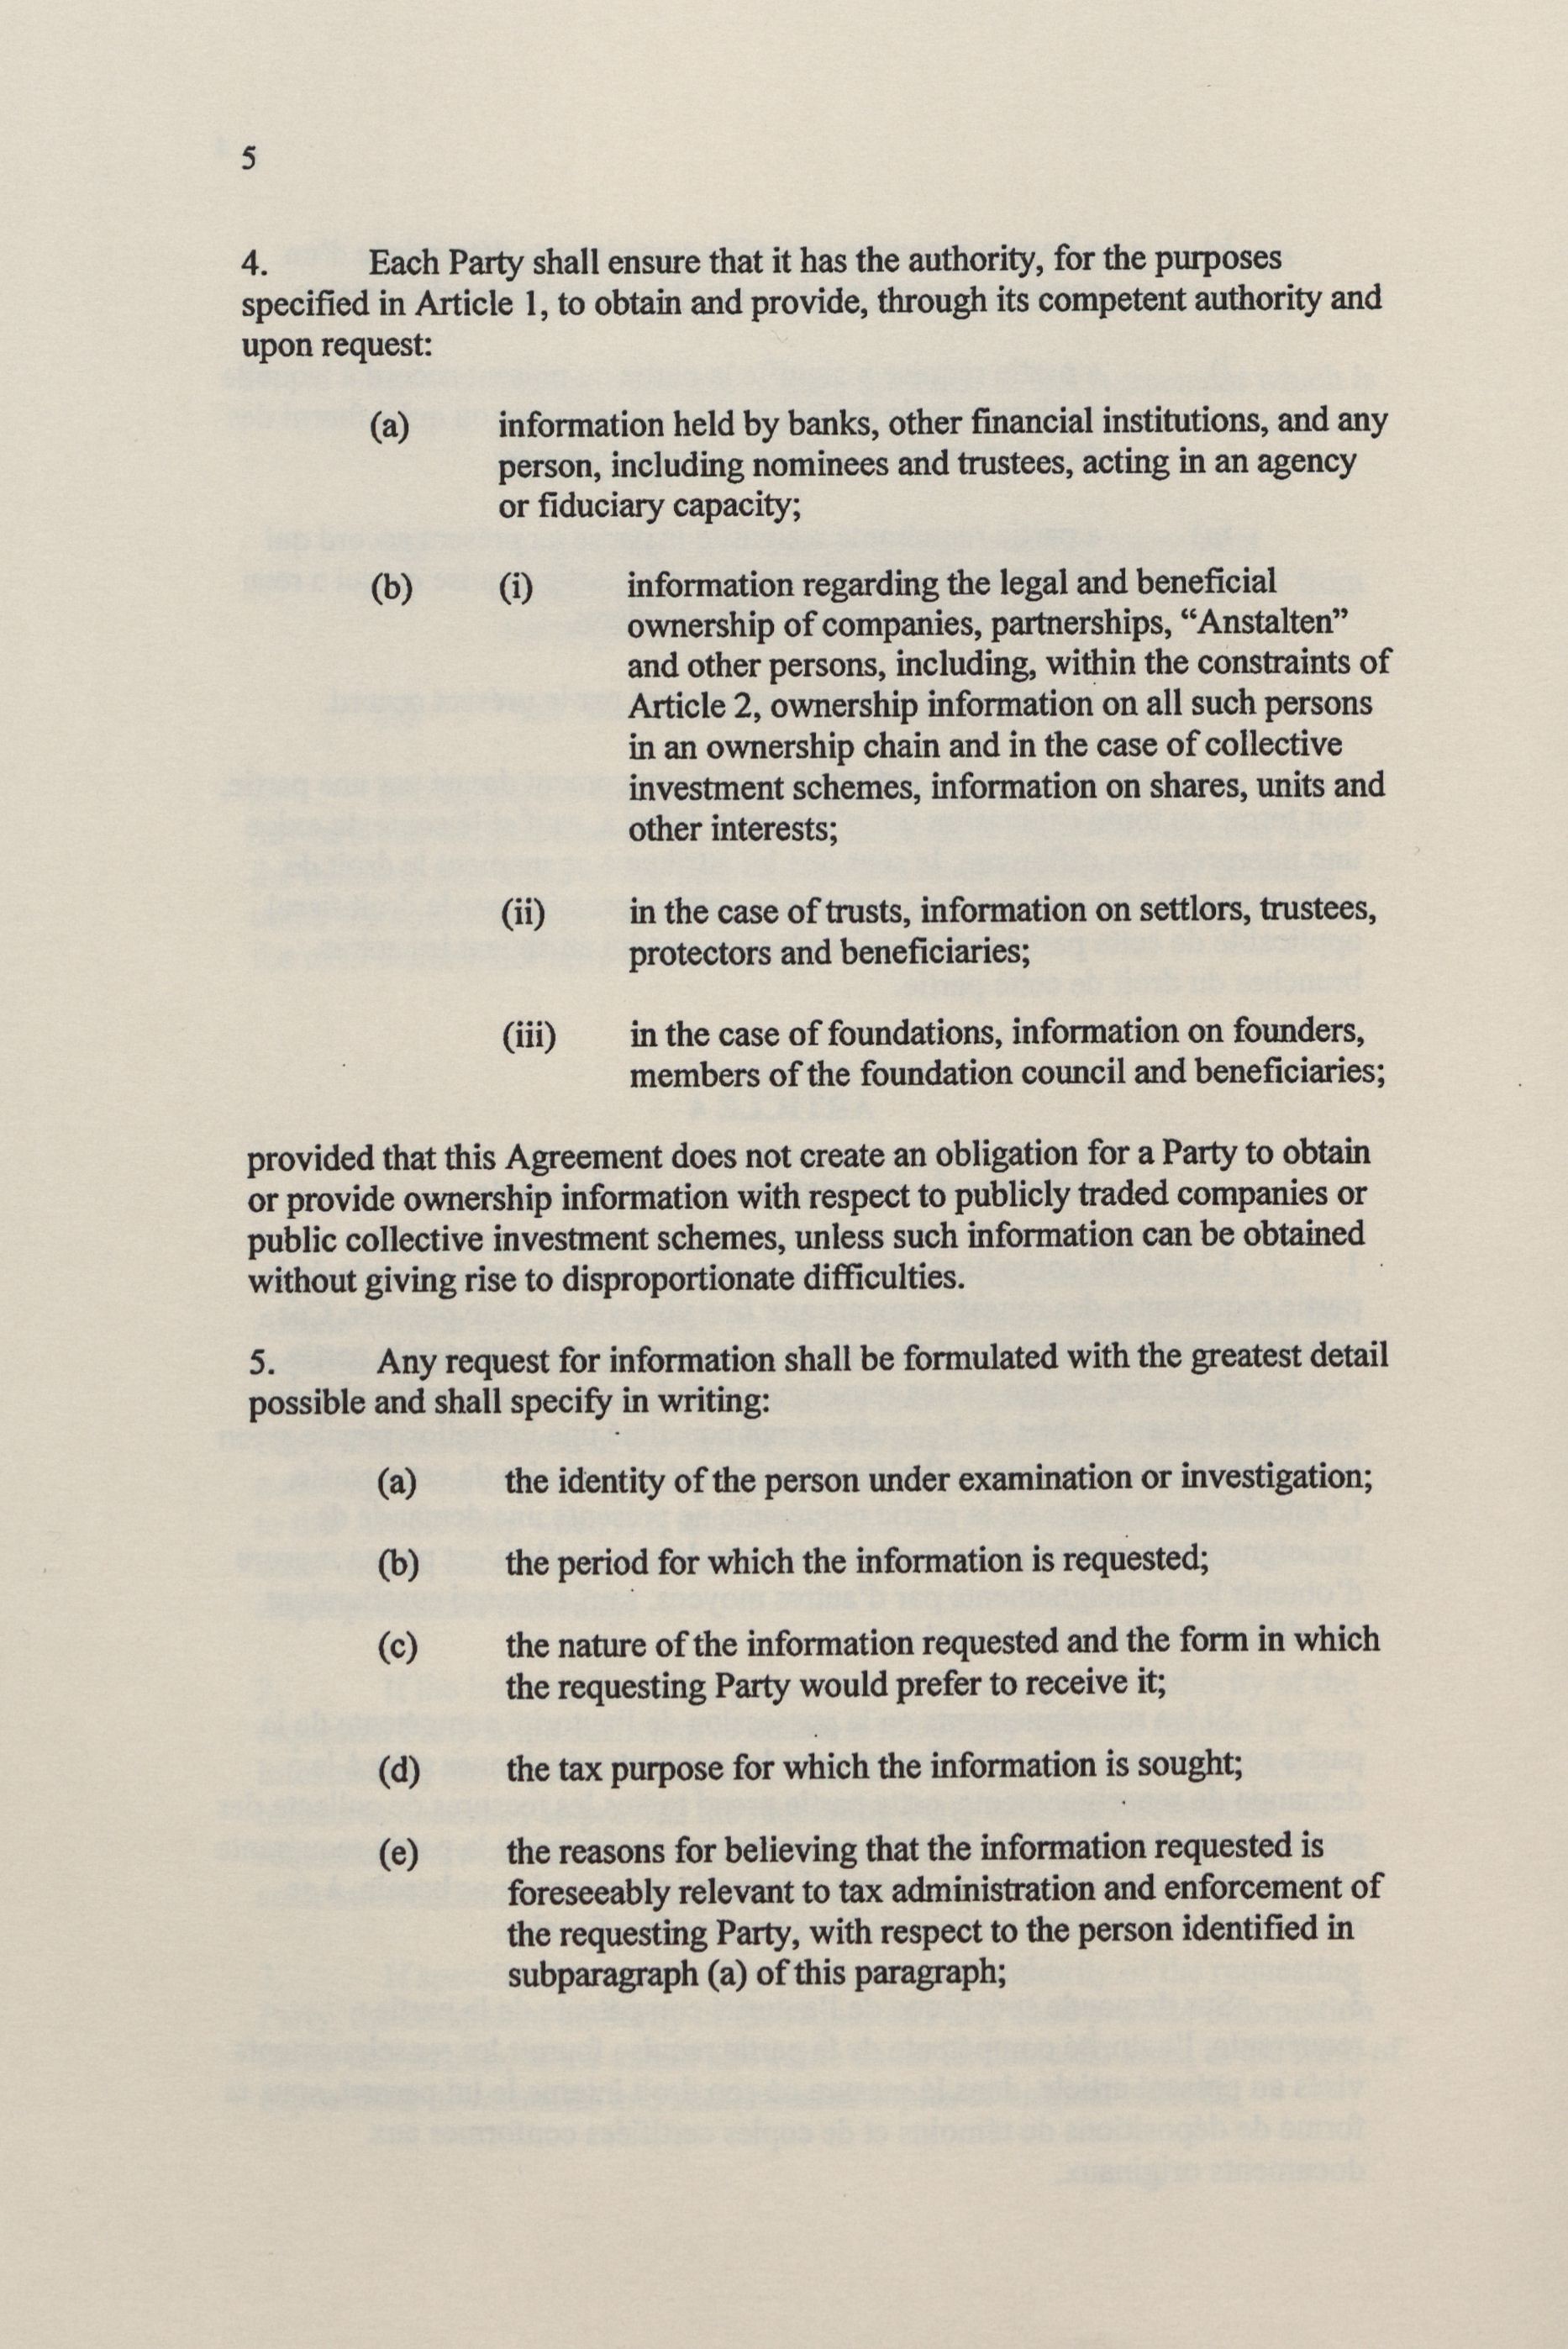 5
4. Each Party shall ensure that it has the authority, for the purposes
specified in Article 1, to obtain and provide, through its competent authority and
upon request:
(a) information held by banks, other financial institutions, and any
person, including nominees and trustees, acting in an agency
or fiduciary capacity;
(b) (i) information regarding the legal and beneficial
ownership of companies, partnerships, “Anstalten”
and other persons, including, within the constraints of
Article 2, ownership information on all such persons
in an ownership chain and in the case of collective
investment schemes, information on shares, units and
other interests;
(ii) in the case of trusts, information on settlors, trustees,
protectors and beneficiaries;
(iii) in the case of foundations, information on founders,
members of the foundation council and beneficiaries;
provided that this Agreement does not create an obligation for a Party to obtain
or provide ownership information with respect to publicly traded companies or
public collective investment schemes, unless such information can be obtained
without giving rise to disproportionate difficulties.
5. Any request for information shall be formulated with the greatest detail
possible and shall specify in writing:
(a) the identity of the person under examination or investigation;
(b) the period for which the information is requested;
(c) the nature of the information requested and the form in which
the requesting Party would prefer to receive it;
(d) the tax purpose for which the information is sought;
(e) the reasons for believing that the information requested is
foreseeably relevant to tax administration and enforcement of
the requesting Party, with respect to the person identified in
subparagraph (a) of this paragraph;